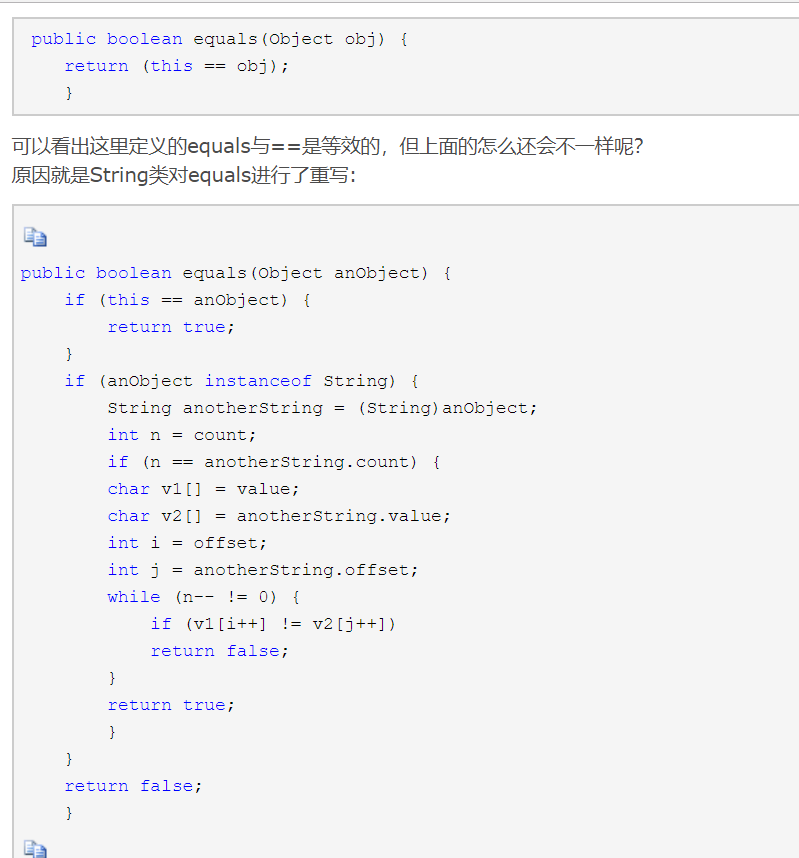 public boolean equals(Object obj) {
return (this == obj);
}
可以看出这里定义的equals与==是等效的，但上面的怎么还会不一样呢？
原因就是String类对equals进行了重写：
public boolean equals(Object anObject) {
if (this == anObject) {
return true;
}
if (anObject instanceof String) {
String anotherString = (String)anObject;
int n = count;
if (n == anotherString.count) {
char v1[] = value;
char v2[] = anotherString.value;
int i = offset;
int j = anotherString.offset;
while (n-- != 0) {
if (v1[i++] != v2[j++])
return false;
}
return true;
}
}
return false;
}